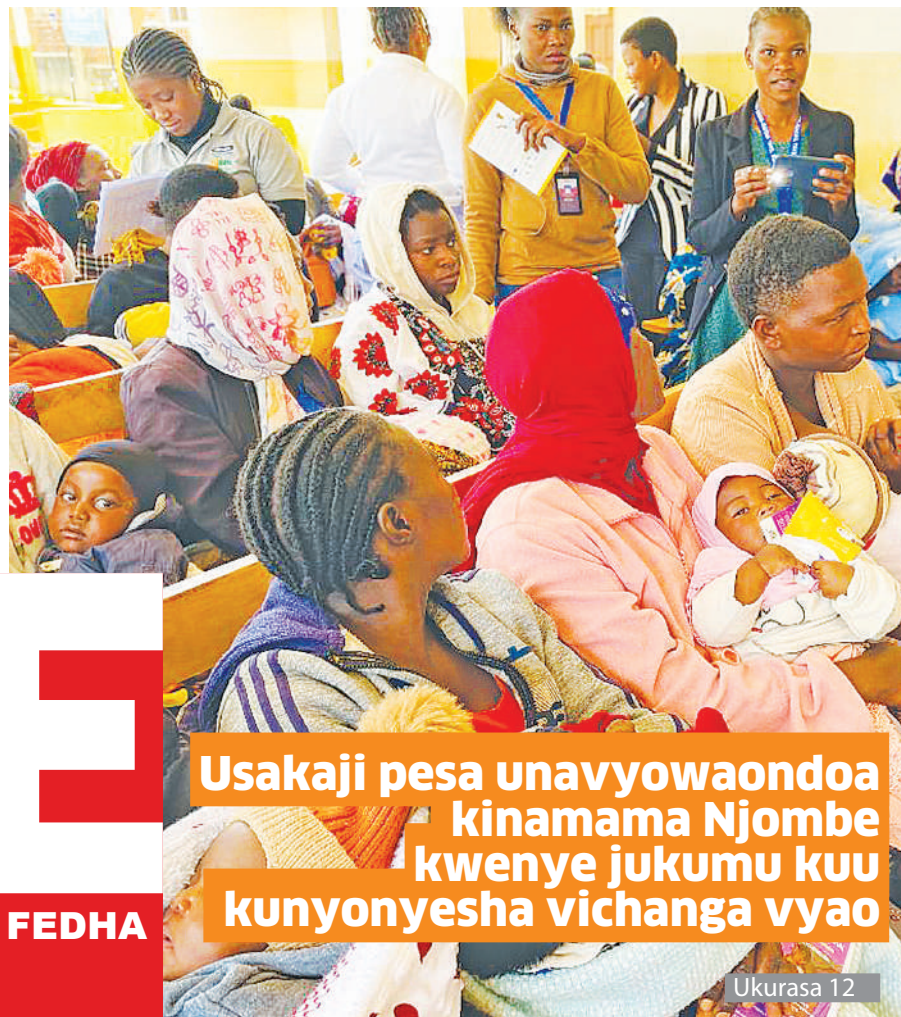 Usakaji pesa unavyowaondoa
kinamama Njombe
kwenye jukumu kuu
kunyonyesha vichanga vyao
FEDHA
Ukurasa 12